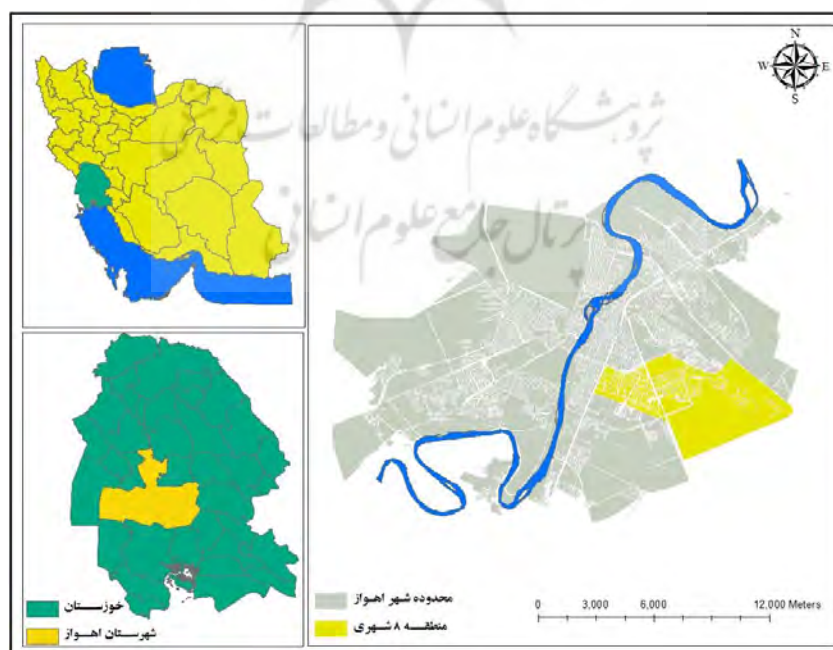 N
W E
S
پژوهشگاه علوم انسانی و مطالعات فرهنگی
پرتال جامع علوم انسانی
خوزستان
شهرستان اهواز
محدوده شهر اهواز
منطقه ۸ شهری
0 3,000 6,000 12,000 Meters